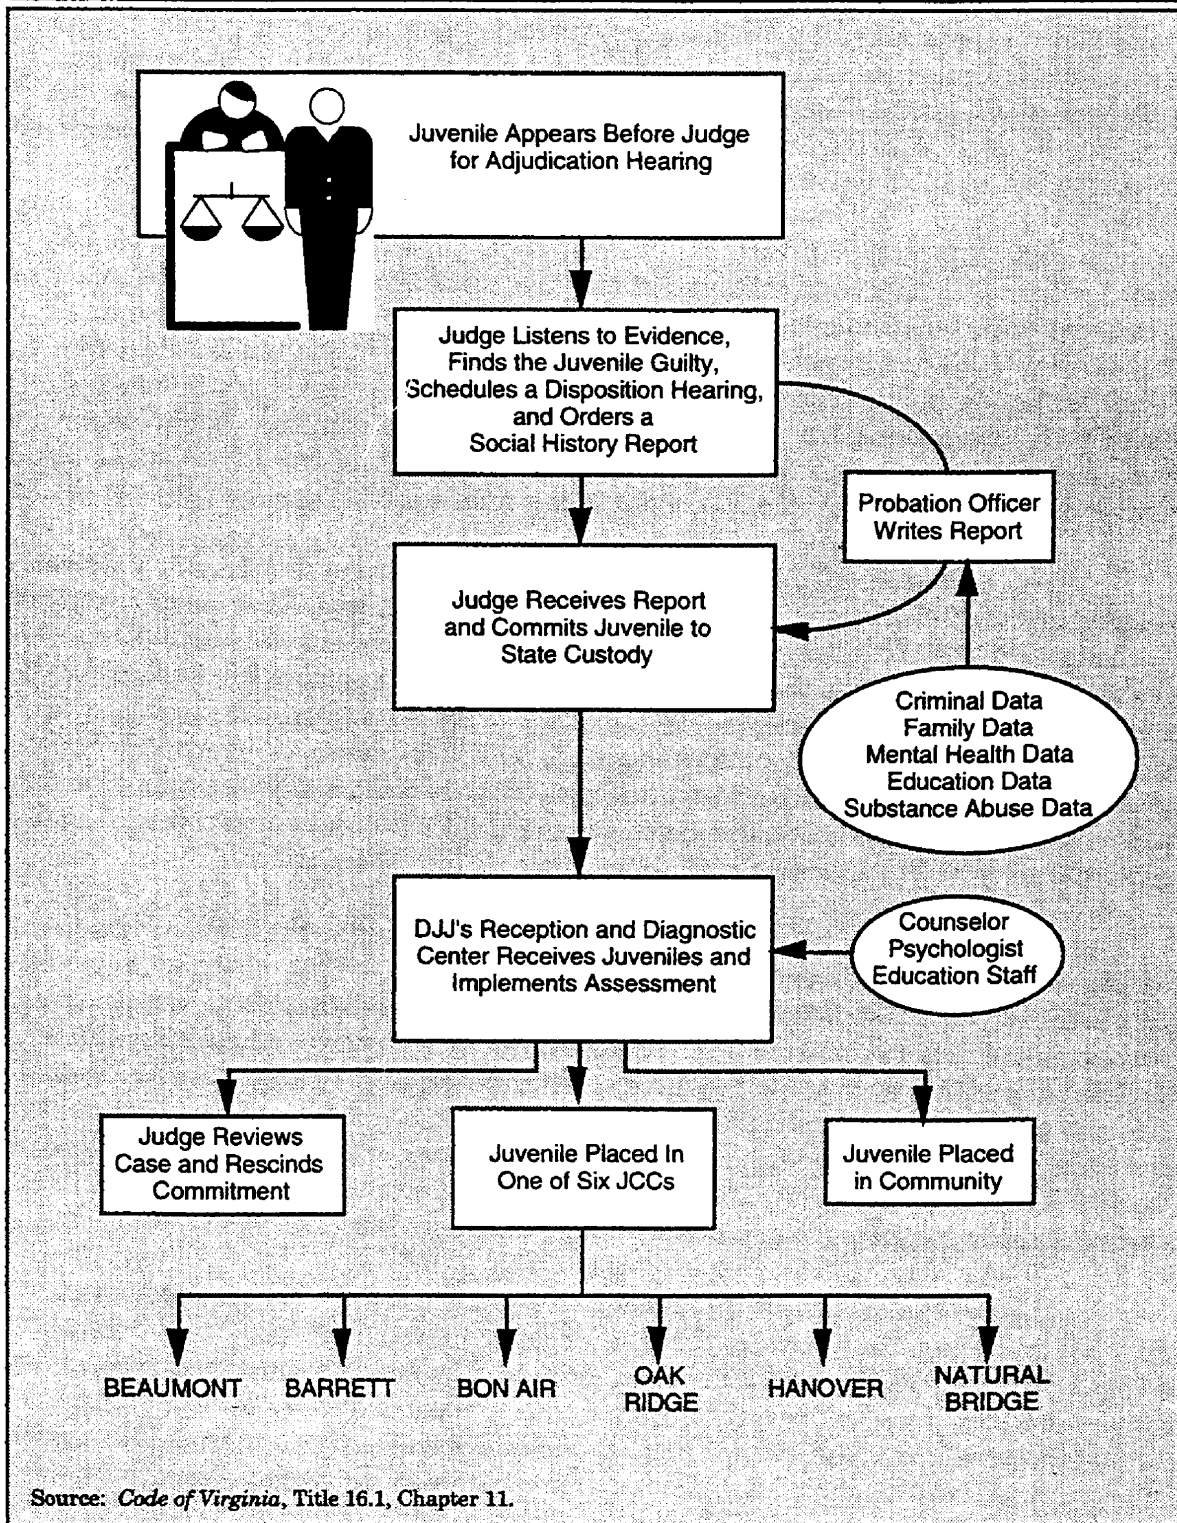 Juvenile Appears Before Judge
for Adjudication Hearing
Judge Listens to Evidence,
Finds the Juvenile Guilty,
Schedules a Disposition Hearing,
and Orders a
Social History Report
Probation Officer
Writes Report
Judge Receives Report
and Commits Juvenile to
State Custody
Criminal Data
Family Data
Mental Health Data
Education Data
Substance Abuse Data
DJJ's Reception and Diagnostic
Center Receives Juveniles and
Implements Assessment
Counselor
Psychologist
Education Staff
Judge Reviews
Case and Rescinds
Commitment
Juvenile Placed In
One of Six JCCs
Juvenile Placed
in Community
BEAUMONT
BARRETT
BON AIR
OAK
RIDGE
HANOVER
NATURAL
BRIDGE
Source: Code of Virginia, Title 16.1, Chapter 11.